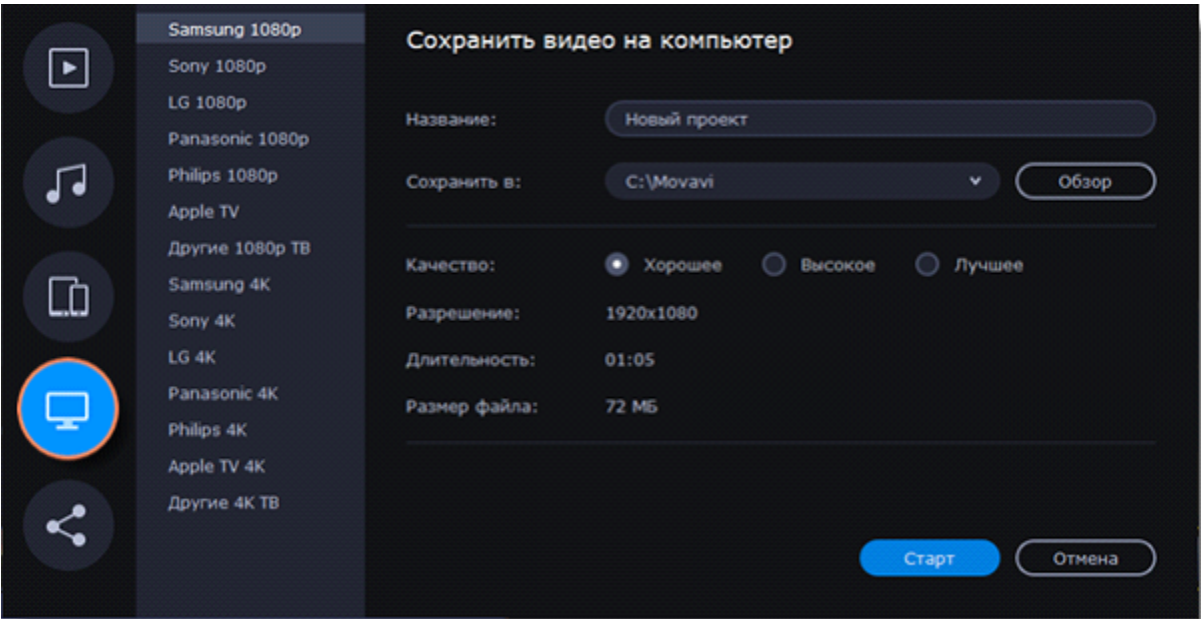 Samsung 1080p
Sony 1080p
LG 1080p
Panasonic 1080p
Philips 1080p
Apple TV
Другие 1080p ТВ
Samsung 4K
Sony 4K
LG 4K
Panasonic 4K
Philips 4K
Apple TV 4K
Другие 4K ТВ
Сохранить видео на компьютер
Название: Новый проект
Сохранить в: C:\Movavi Обзор
Качество: Хорошее Высокое Лучшее
Разрешение: 1920x1080
Длительность: 01:05
Размер файла: 72 МБ
Старт Отмена